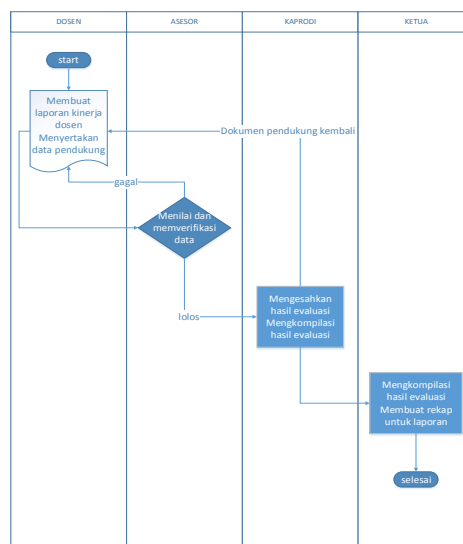 DOSEN
ASESOR
KAPRODI
KETUA
start
Membuat
laporan kinerja
dosen
Menyertakan
data pendukung
Dokumen pendukung kembali
gagal
Menilai dan
memverifikasi
data
lolos
Mengesahkan
hasil evaluasi
Mengkompilasi
hasil evaluasi
Mengkompilasi
hasil evaluasi
Membuat rekap
untuk laporan
selesai